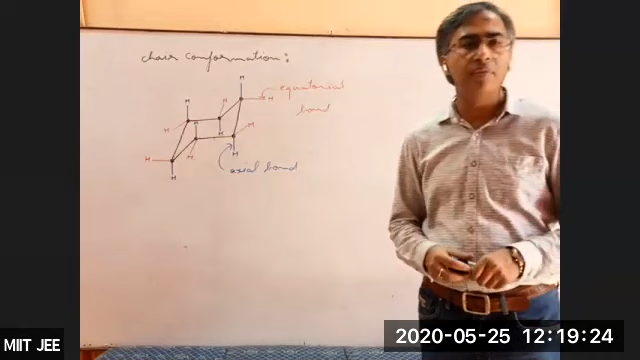 chair conformation:
equatorial
bond
H
H
H
H
H
H
H
H
H
H
H
H
axial bond
MIIT JEE
2020-05-25 12:19:24